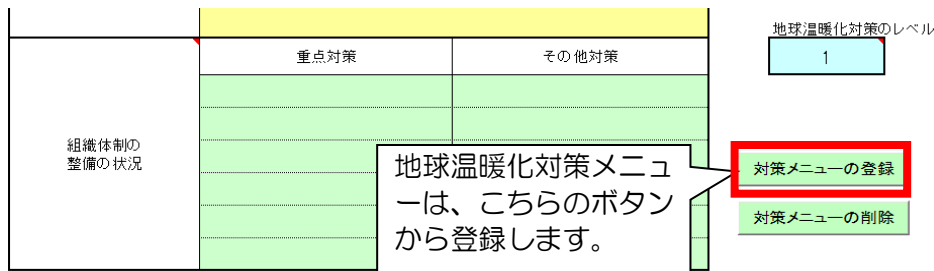 地球温暖化対策のレベル
重点対策
その他対策
1
組織体制の
整備の状況
地球温暖化対策メニュ
ーは、こちらのボタン
から登録します。
対策メニューの登録
対策メニューの削除